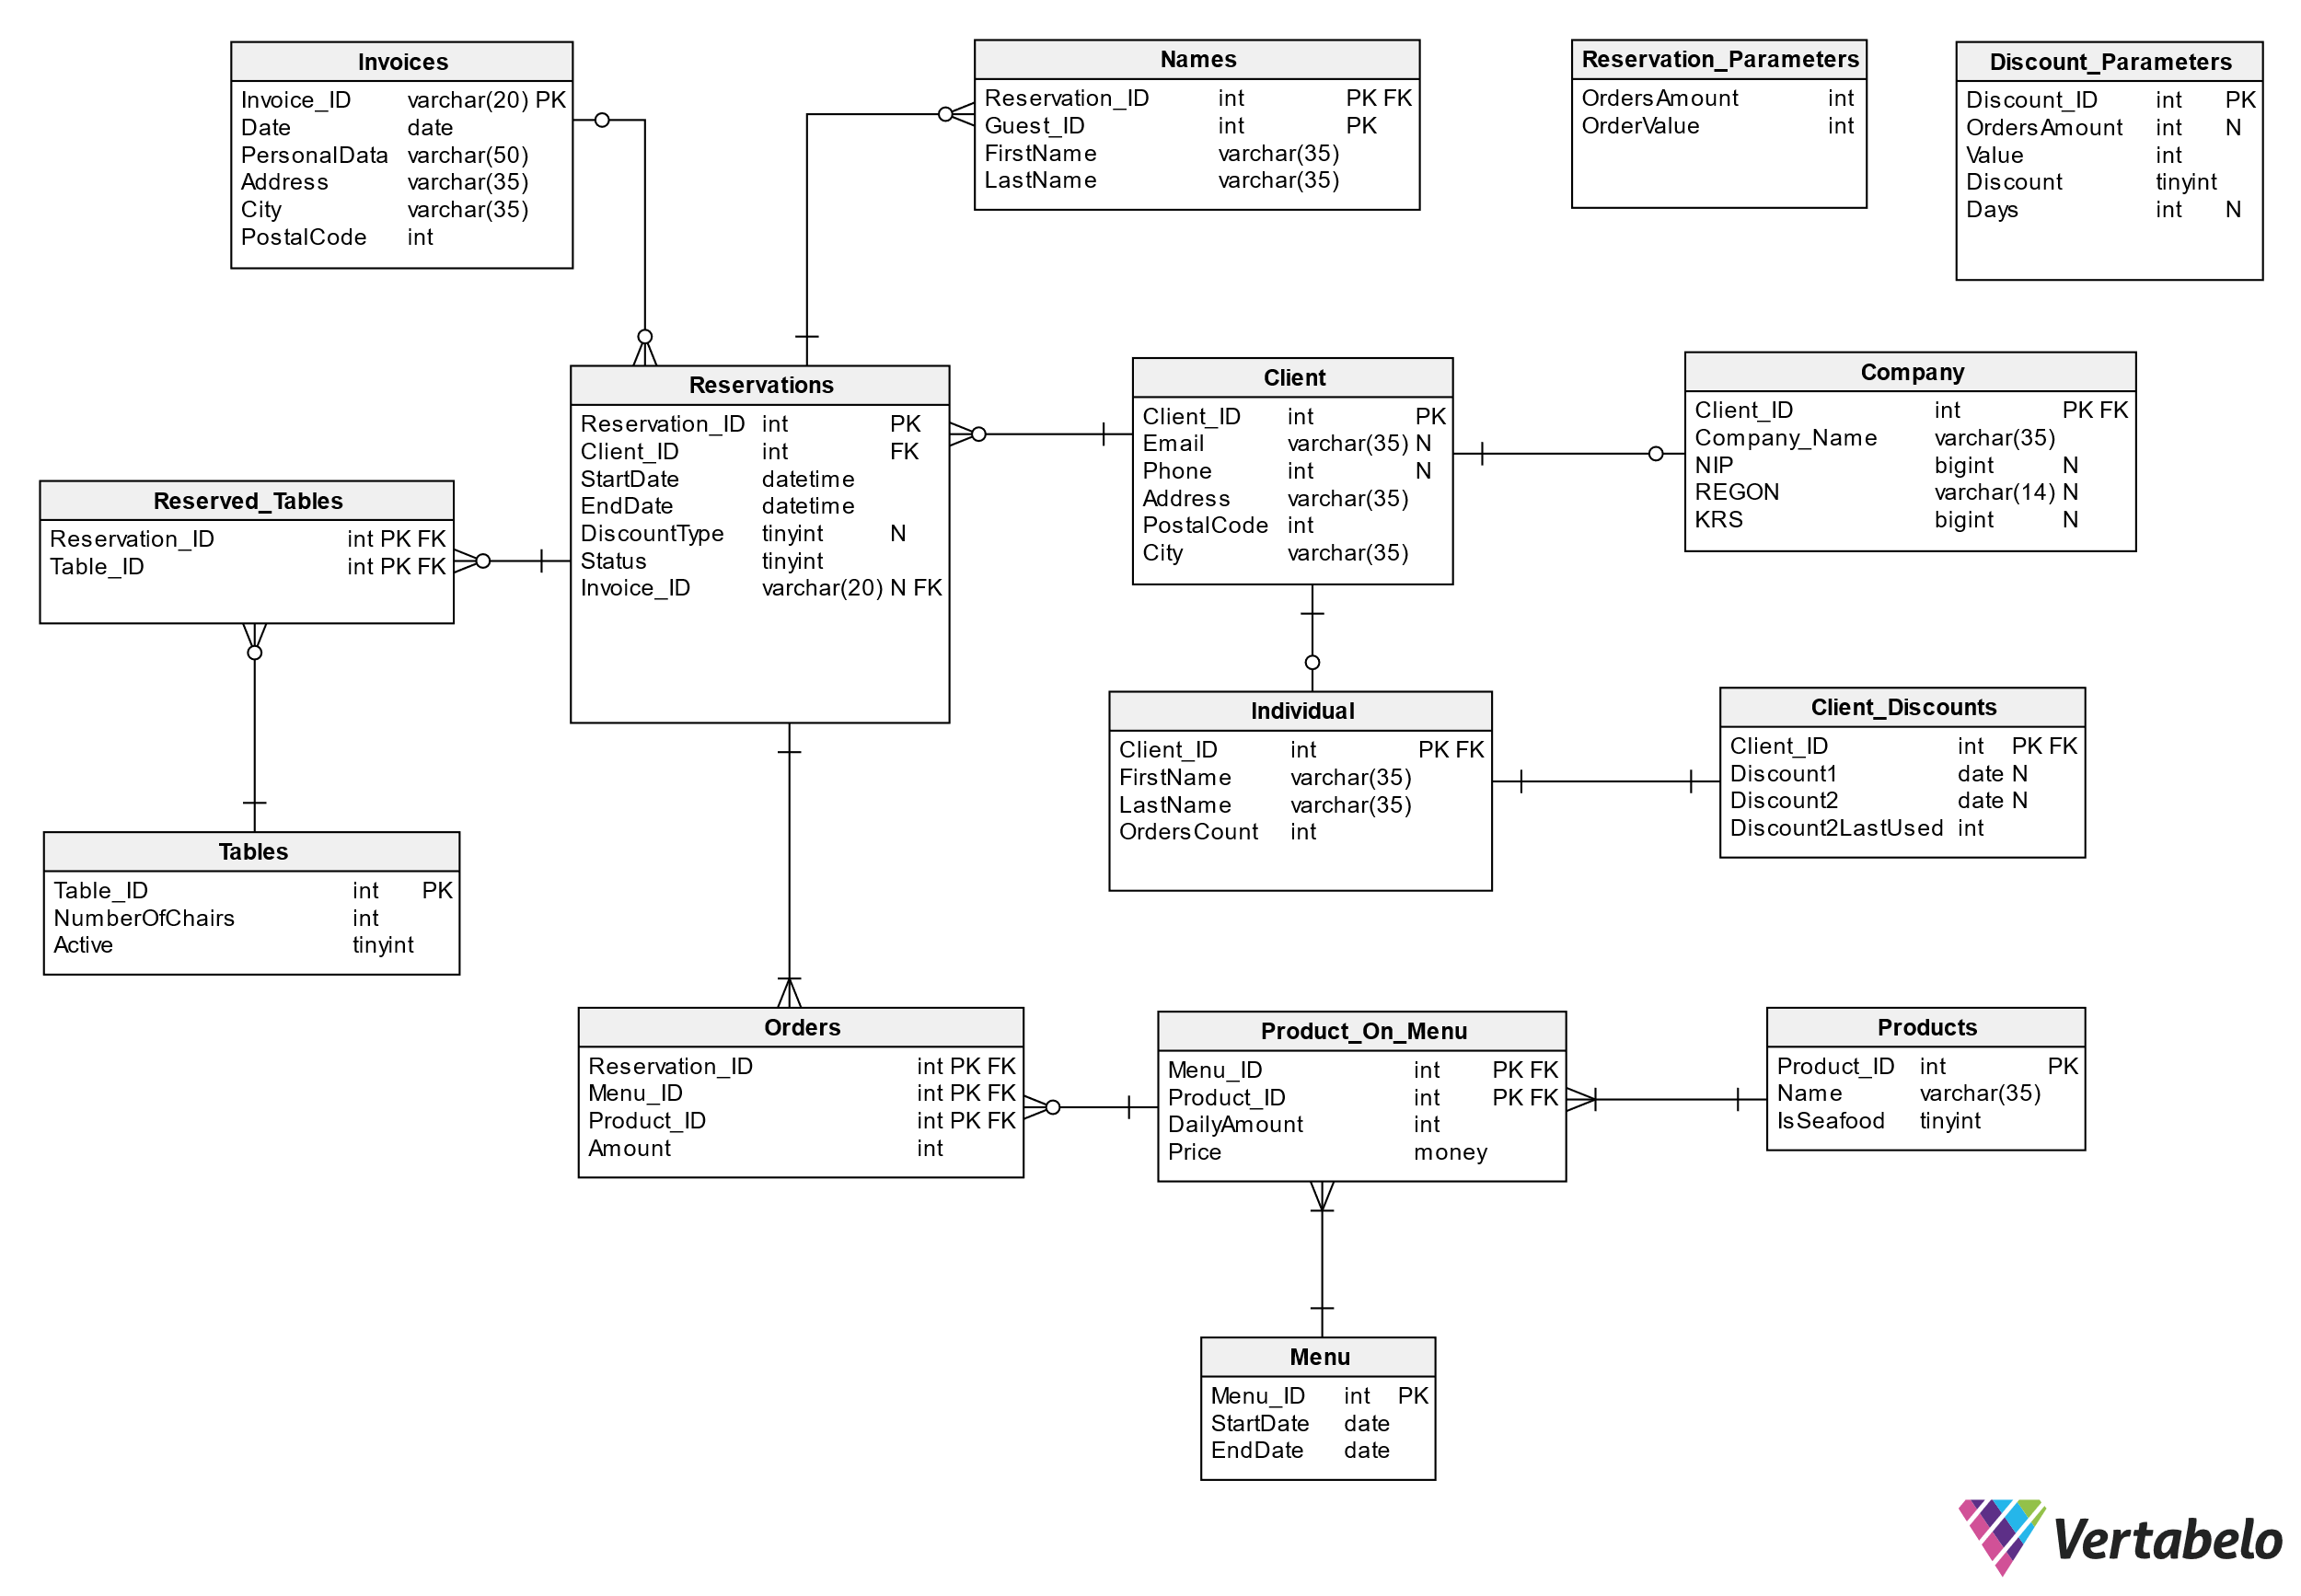 Invoices
Invoice_ID varchar(20) PK
Date date
PersonalData varchar(50)
Address varchar(35)
City varchar(35)
PostalCode int
Names
Reservation_ID int PK FK
Guest_ID int PK
FirstName varchar(35)
LastName varchar(35)
Reservation_Parameters
OrdersAmount int
OrderValue int
Discount_Parameters
Discount_ID int PK
OrdersAmount int N
Value int
Discount tinyint
Days int N
Reservations
Reservation_ID int PK
Client_ID int FK
StartDate datetime
EndDate datetime
DiscountType tinyint N
Status tinyint
Invoice_ID varchar(20) N FK
Client
Client_ID int PK
Email varchar(35) N
Phone int N
Address varchar(35)
PostalCode int
City varchar(35)
Company
Client_ID int PK FK
Company_Name varchar(35)
NIP bigint N
REGON varchar(14) N
KRS bigint N
Reserved_Tables
Reservation_ID int PK FK
Table_ID int PK FK
Individual
Client_ID int PK FK
FirstName varchar(35)
LastName varchar(35)
OrdersCount int
Client_Discounts
Client_ID int PK FK
Discount1 date N
Discount2 date N
Discount2LastUsed int
Tables
Table_ID int PK
NumberOfChairs int
Active tinyint
Orders
Reservation_ID int PK FK
Menu_ID int PK FK
Product_ID int PK FK
Amount int
Product_On_Menu
Menu_ID int PK FK
Product_ID int PK FK
DailyAmount int
Price money
Products
Product_ID int PK
Name varchar(35)
IsSeafood tinyint
Menu
Menu_ID int PK
StartDate date
EndDate date
Vertabelo